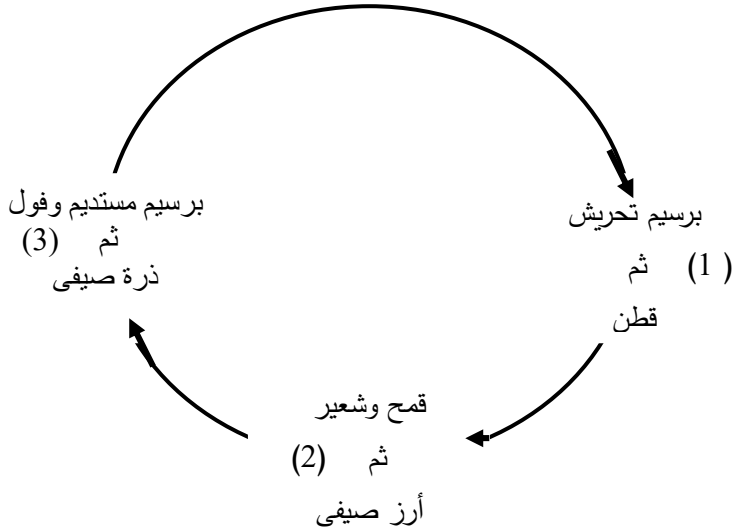 برسيم تحريش
ثم (1 )
قطن
قمح وشعير
ثم (2)
أرز صيفى
برسيم مستديم وفول
ثم (3)
ذرة صيفى